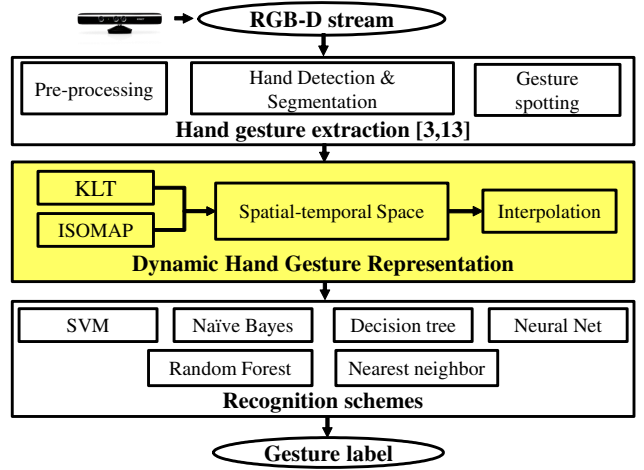 RGB-D stream
Pre-processing
Hand Detection &
Segmentation
Gesture
spotting
Hand gesture extraction [3,13]
KLT
ISOMAP
Spatial-temporal Space
Interpolation
Dynamic Hand Gesture Representation
SVM
Naïve Bayes
Decision tree
Neural Net
Random Forest
Nearest neighbor
Recognition schemes
Gesture label